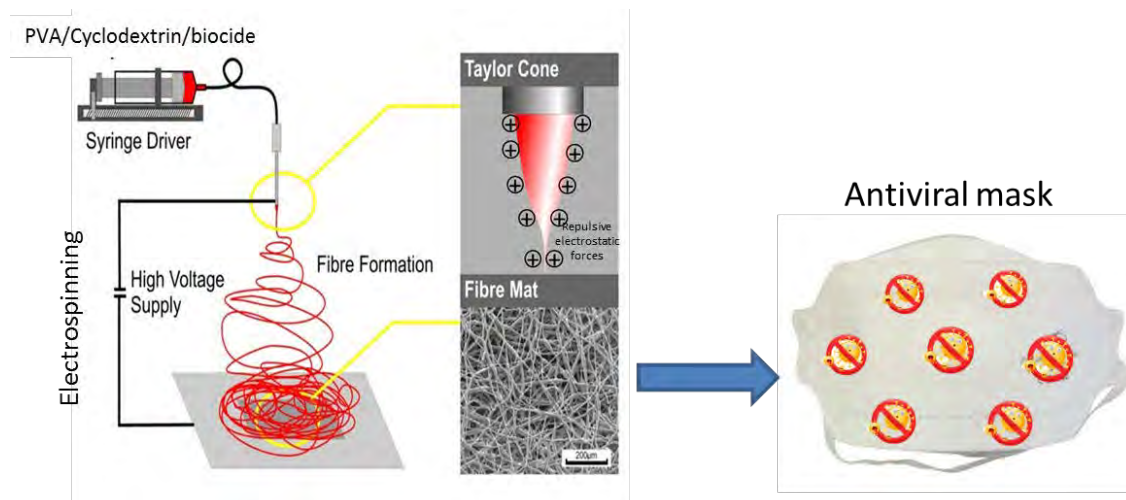 PVA/Cyclodextrin/biocide
Syringe Driver
Electrospinning
High Voltage
Supply
Fibre Formation
Taylor Cone
Repulsive
electrostatic
forces
Fibre Mat
200µm
Antiviral mask